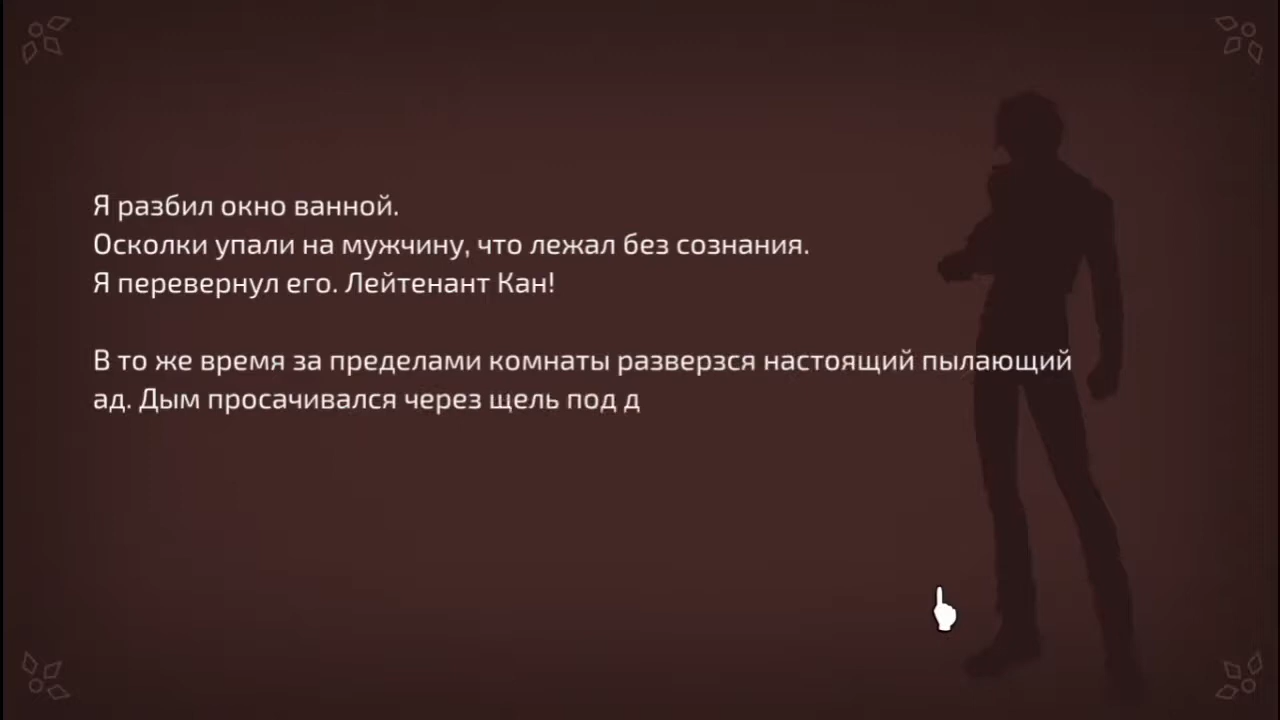 Я разбил окно ванной.
Осколки упали на мужчину, что лежал без сознания.
Я перевернул его. Лейтенант Кан!
В то же время за пределами комнаты разверзся настоящий пылающий
ад. Дым просачивался через щель под д